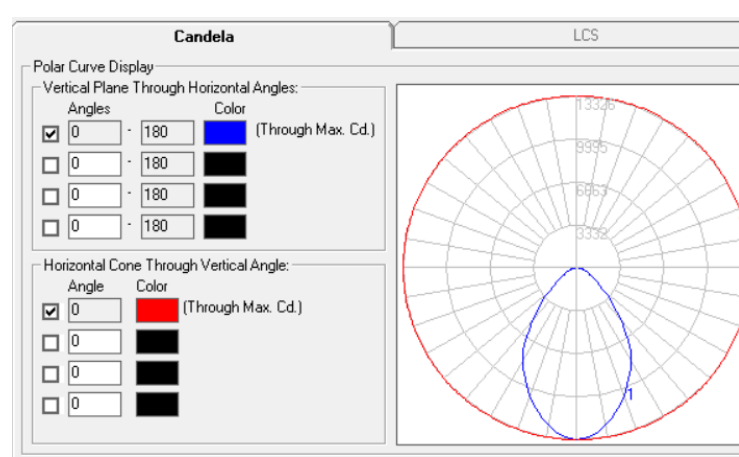 Candela
LCS
Polar Curve Display
Vertical Plane Through Horizontal Angles:
Angles Color
0 - 180 (Through Max. Cd.)
0 - 180
0 - 180
0 - 180
Horizontal Cone Through Vertical Angle:
Angle Color
0 (Through Max. Cd.)
0
0
0
13326
9995
6663
3332
1